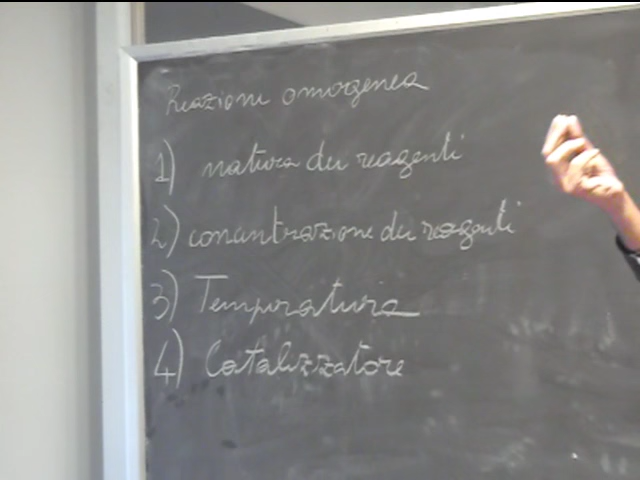 Reazione omogenea
1) natura dei reagenti
2) concentrazione dei reagenti
3) Temperatura
4) Catalizzatore